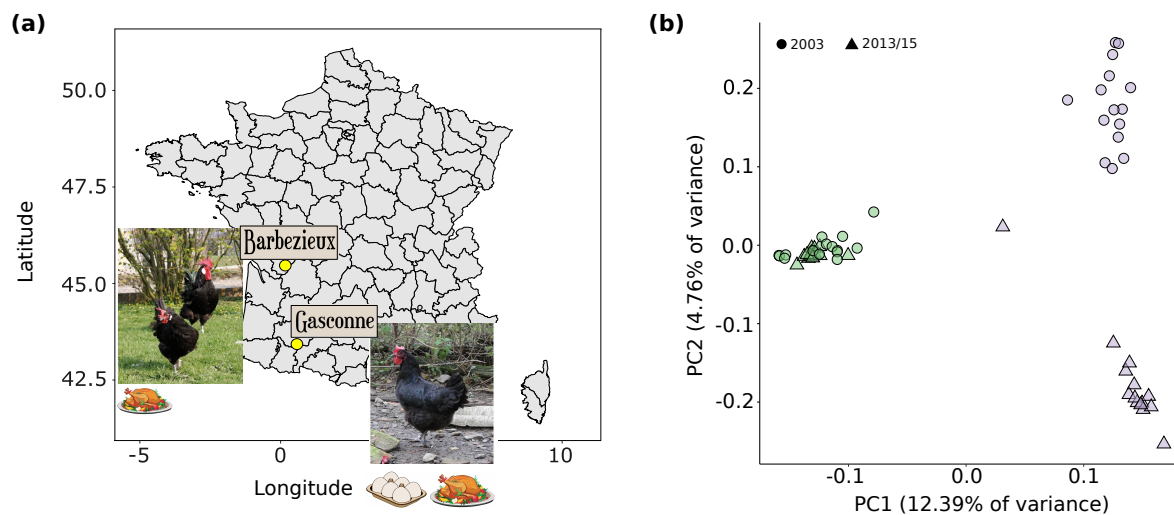 (a)
50.0
47.5
45.0
42.5
Latitude
Barbezieux
Gasconne
-5
0
10
Longitude
(b)
2003
2013/15
0.2
0.1
0.0
-0.1
-0.2
PC2 (4.76% of variance)
-0.1
0.0
0.1
PC1 (12.39% of variance)